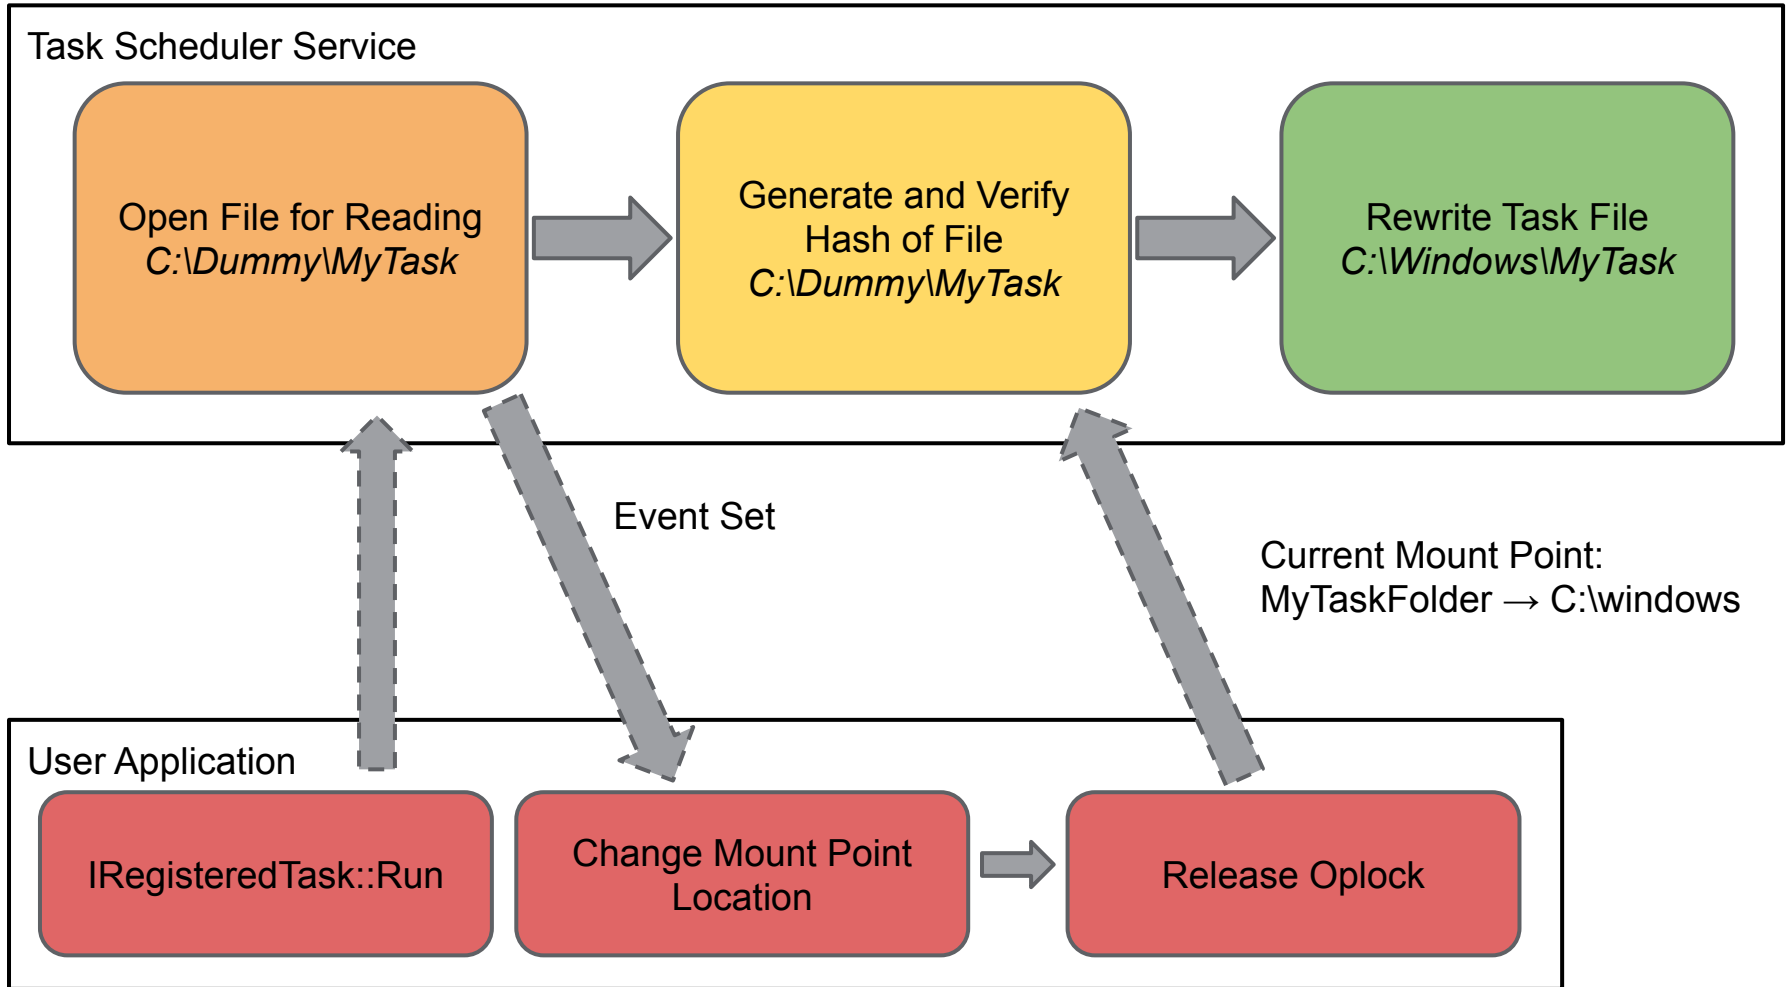 Task Scheduler Service
Open File for Reading
C:\Dummy\MyTask
Generate and Verify
Hash of File
C:\Dummy\MyTask
Rewrite Task File
C:\Windows\MyTask
Event Set
Current Mount Point:
MyTaskFolder → C:\windows
User Application
IRegisteredTask::Run
Change Mount Point
Location
Release Oplock